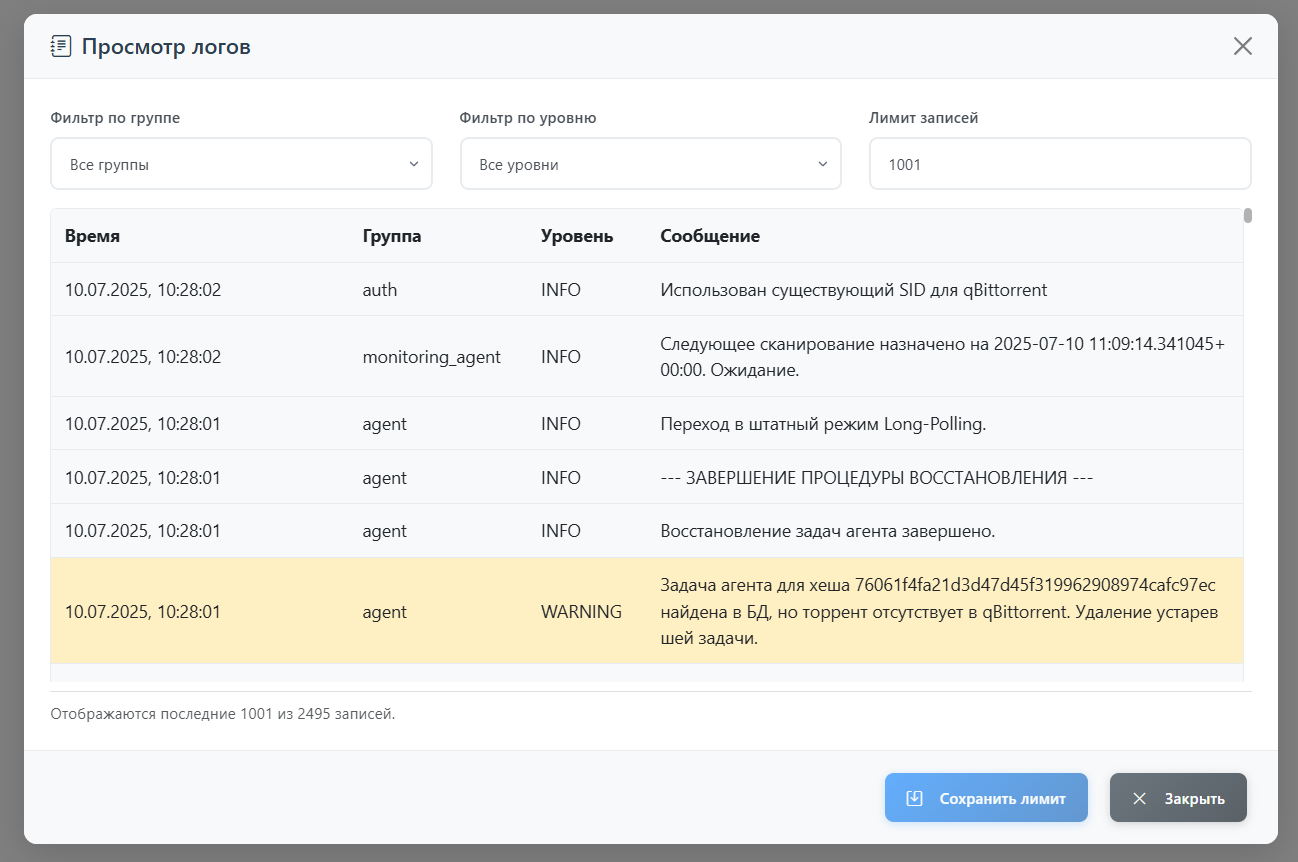 Просмотр логов
Фильтр по группе
Фильтр по уровню
Лимит записей
Все группы
Все уровни
1001
Время Группа Уровень Сообщение
10.07.2025, 10:28:02 auth INFO Использован существующий SID для qBittorrent
10.07.2025, 10:28:02 monitoring_agent INFO Следующее сканирование назначено на 2025-07-10 11:09:14.341045+
00:00. Ожидание.
10.07.2025, 10:28:01 agent INFO Переход в штатный режим Long-Polling.
10.07.2025, 10:28:01 agent INFO --- ЗАВЕРШЕНИЕ ПРОЦЕДУРЫ ВОССТАНОВЛЕНИЯ ---
10.07.2025, 10:28:01 agent INFO Восстановление задач агента завершено.
10.07.2025, 10:28:01 agent WARNING Задача агента для хеша 76061f4fa21d3d47d45f319962908974cafc97ec
найдена в БД, но торрент отсутствует в qBittorrent. Удаление устарев
шей задачи.
Отображаются последние 1001 из 2495 записей.
Сохранить лимит
Закрыть